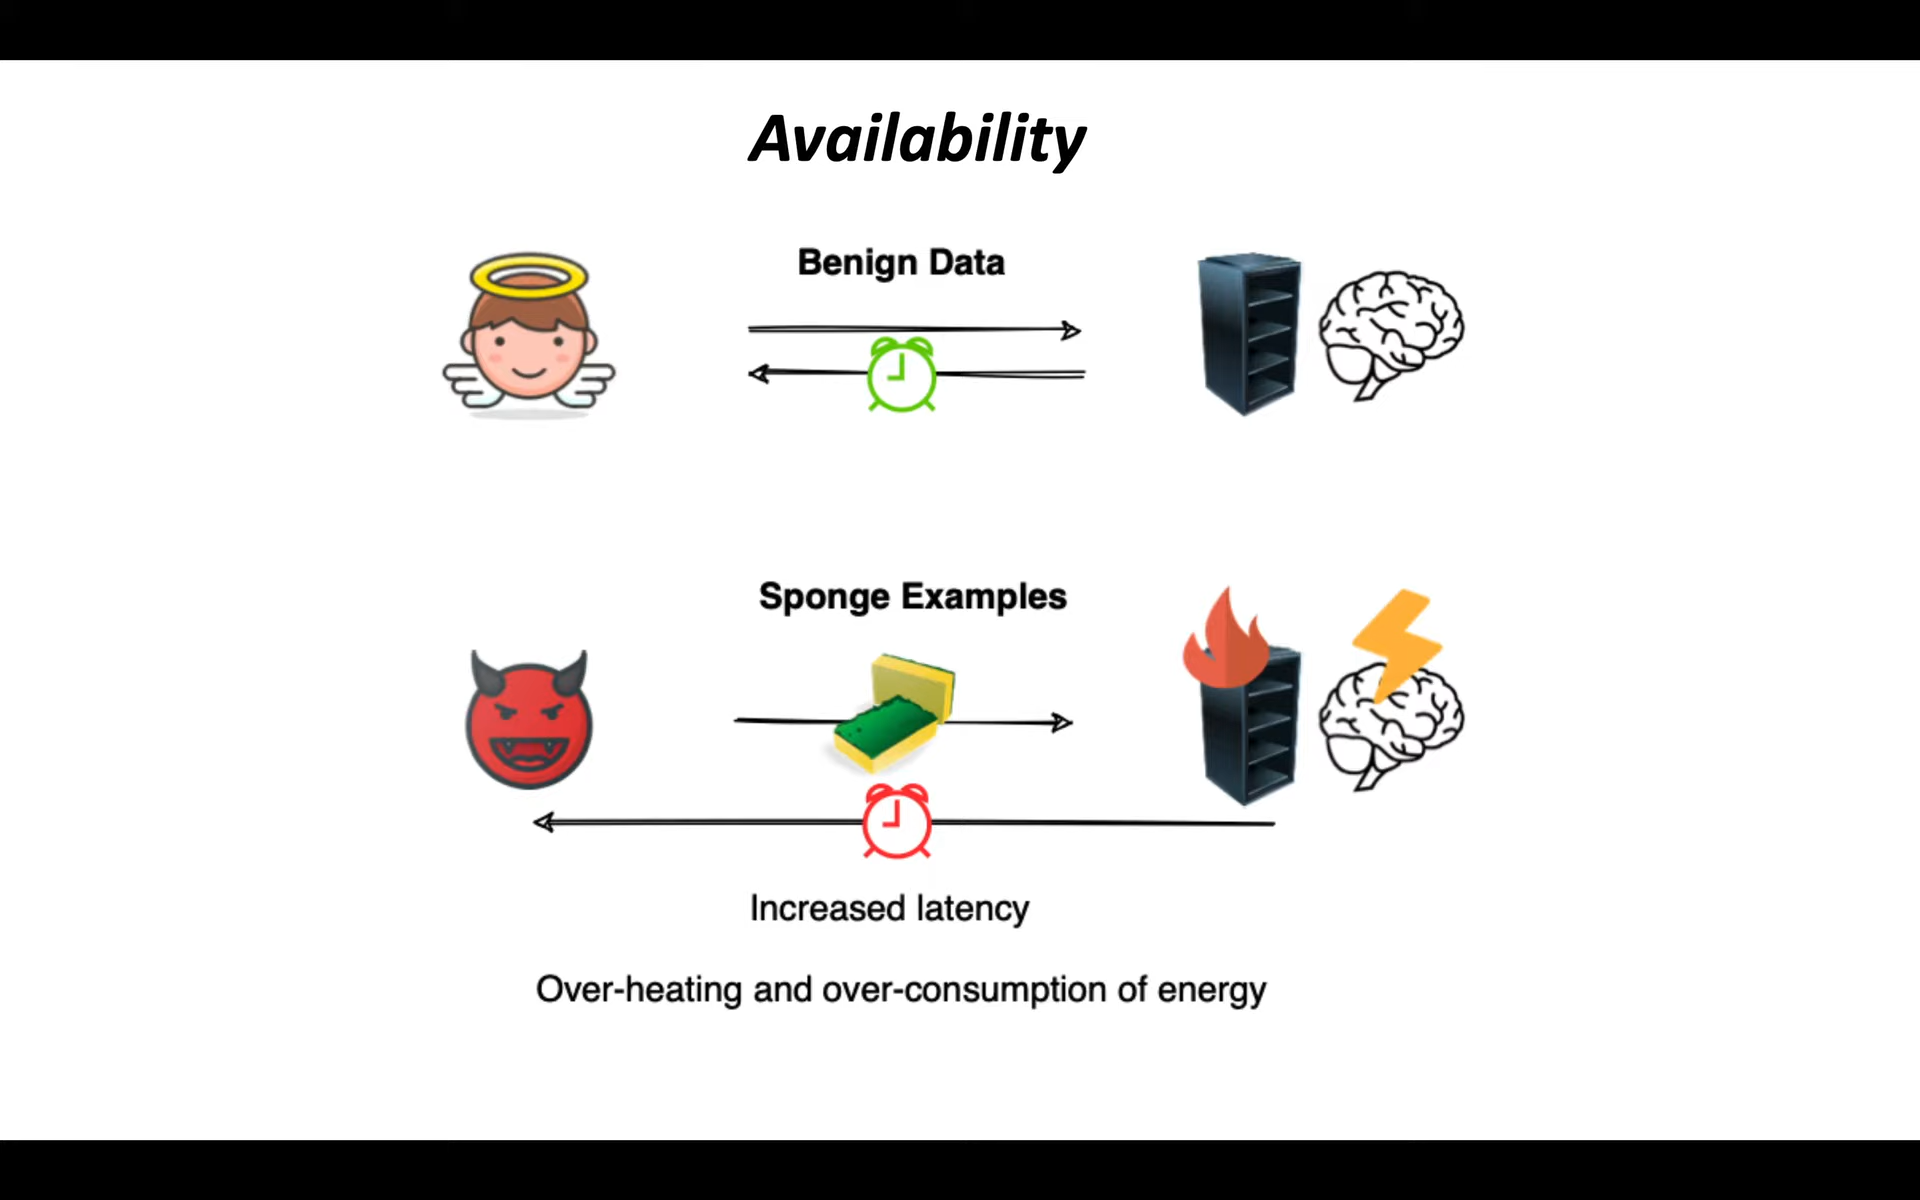 Availability
Benign Data
Sponge Examples
Increased latency
Over-heating and over-consumption of energy